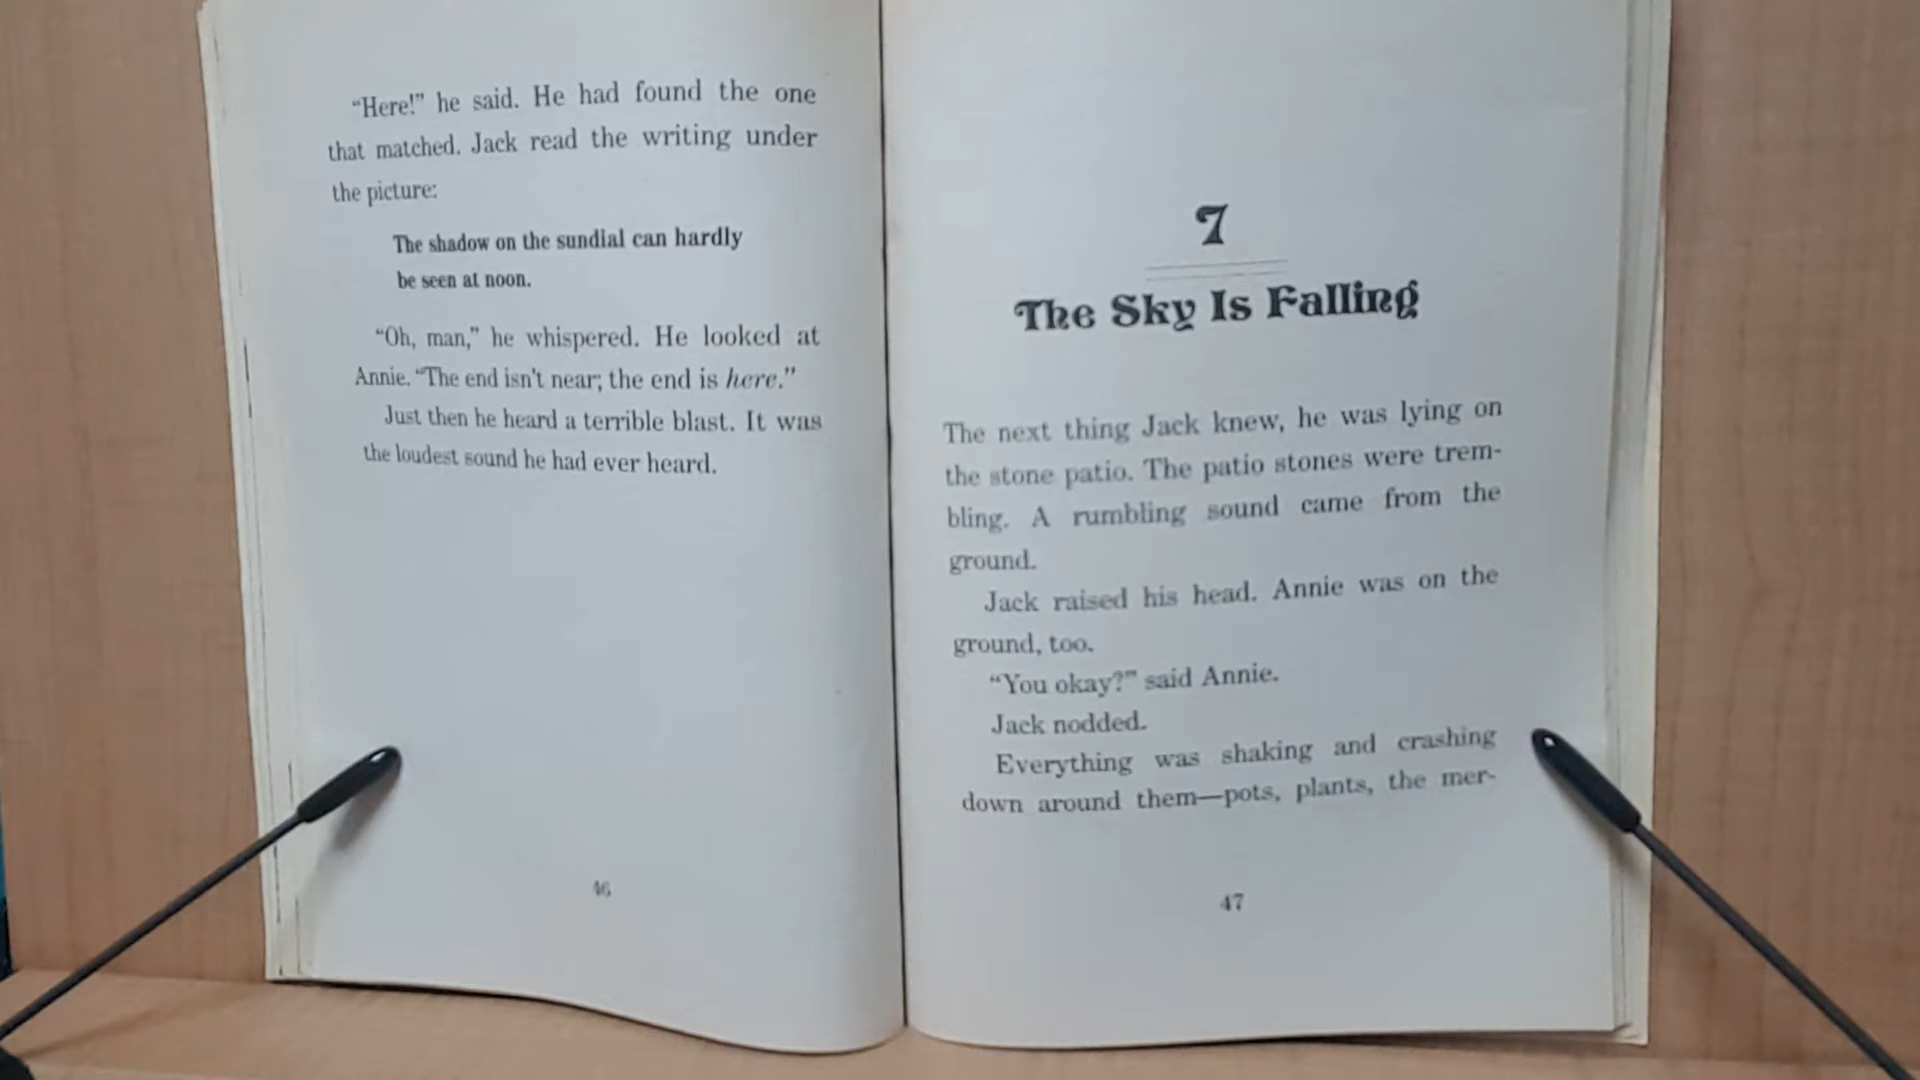 “Here!” he said. He had found the one
that matched. Jack read the writing under
the picture:
The shadow on the sundial can hardly
be seen at noon.
“Oh, man,” he whispered. He looked at
Annie. “The end isn't near; the end is here.”
Just then he heard a terrible blast. It was
the loudest sound he had ever heard.
46
7
The Sky Is Falling
The next thing Jack knew, he was lying on
the stone patio. The patio stones were trem-
bling. A rumbling sound came from the
ground.
Jack raised his head. Annie was on the
ground, too.
“You okay?” said Annie.
Jack nodded.
Everything was shaking and crashing
down around them—pots, plants, the mer-
47